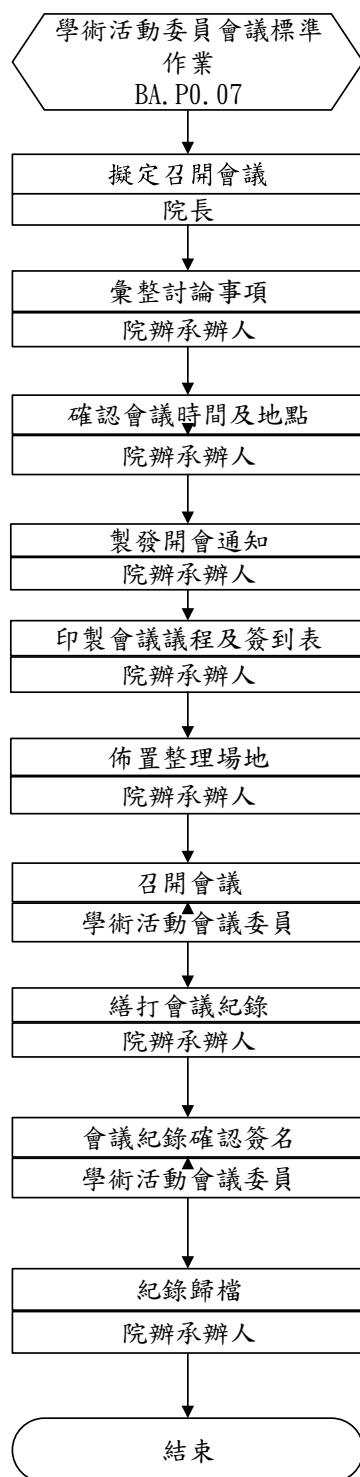 學術活動委員會議標準
作業
BA.P0.07
擬定召開會議
院長
彙整討論事項
院辦承辦人
確認會議時間及地點
院辦承辦人
製發開會通知
院辦承辦人
印製會議議程及簽到表
院辦承辦人
佈置整理場地
院辦承辦人
召開會議
學術活動會議委員
繕打會議紀錄
院辦承辦人
會議紀錄確認簽名
學術活動會議委員
紀錄歸檔
院辦承辦人
結束